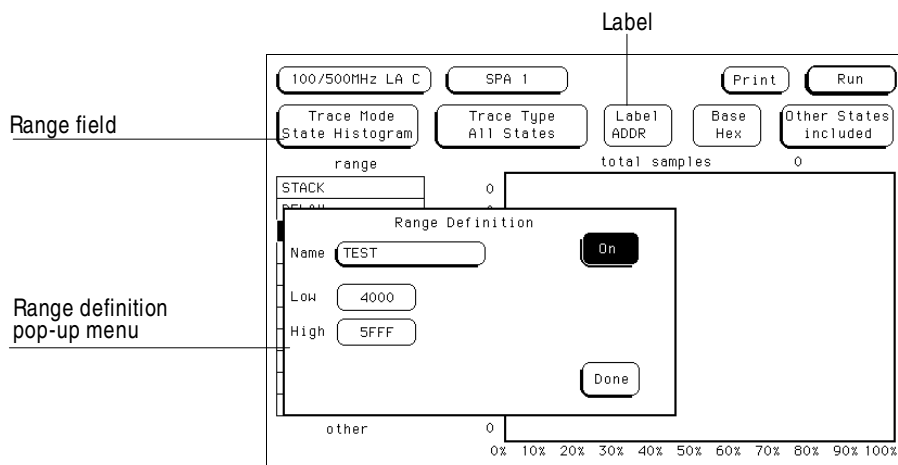 Label
100/500MHz LA C
SPA 1
Print
Run
Range field
Trace Mode
State Histogram
Trace Type
All States
Label
ADDR
Base
Hex
Other States
included
range
total samples 0
STACK 0
Range Definition
Name TEST
On
Low 4000
High 5FFF
Range definition
pop-up menu
Done
other 0
0% 10% 20% 30% 40% 50% 60% 70% 80% 90% 100%